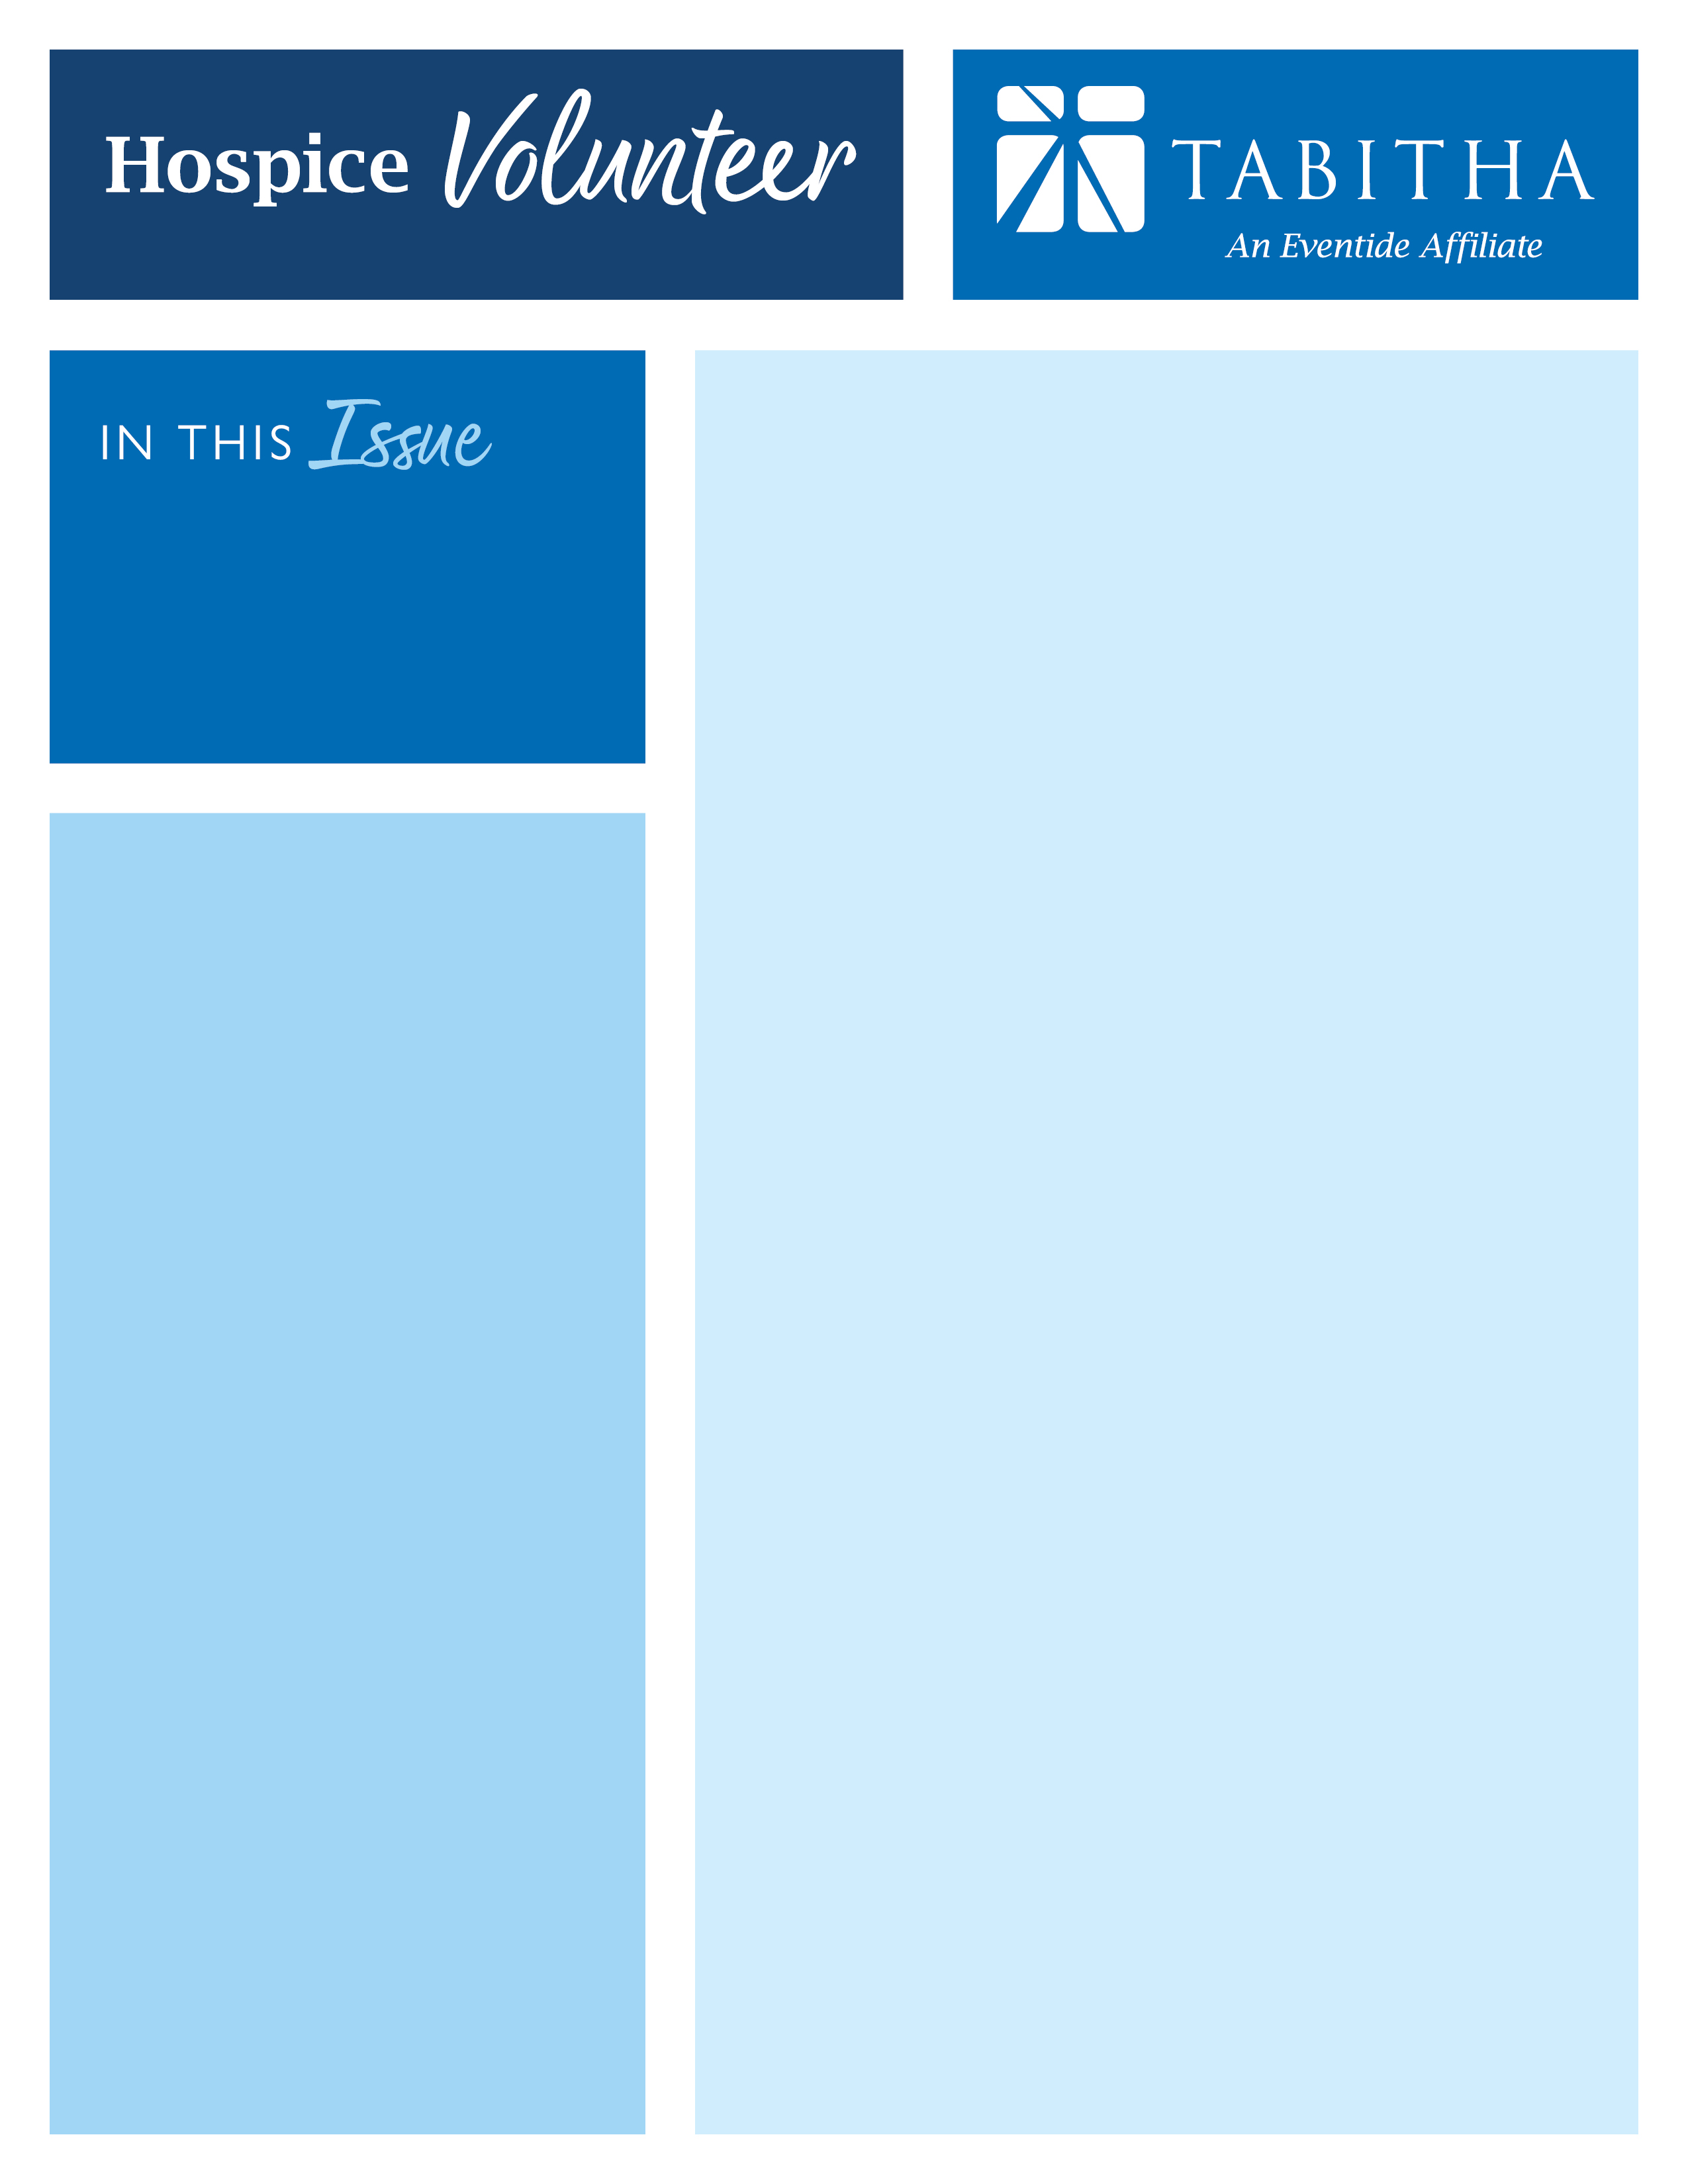 Hospice Volunteer
TABITHA
An Eventide Affiliate
IN THIS Issue